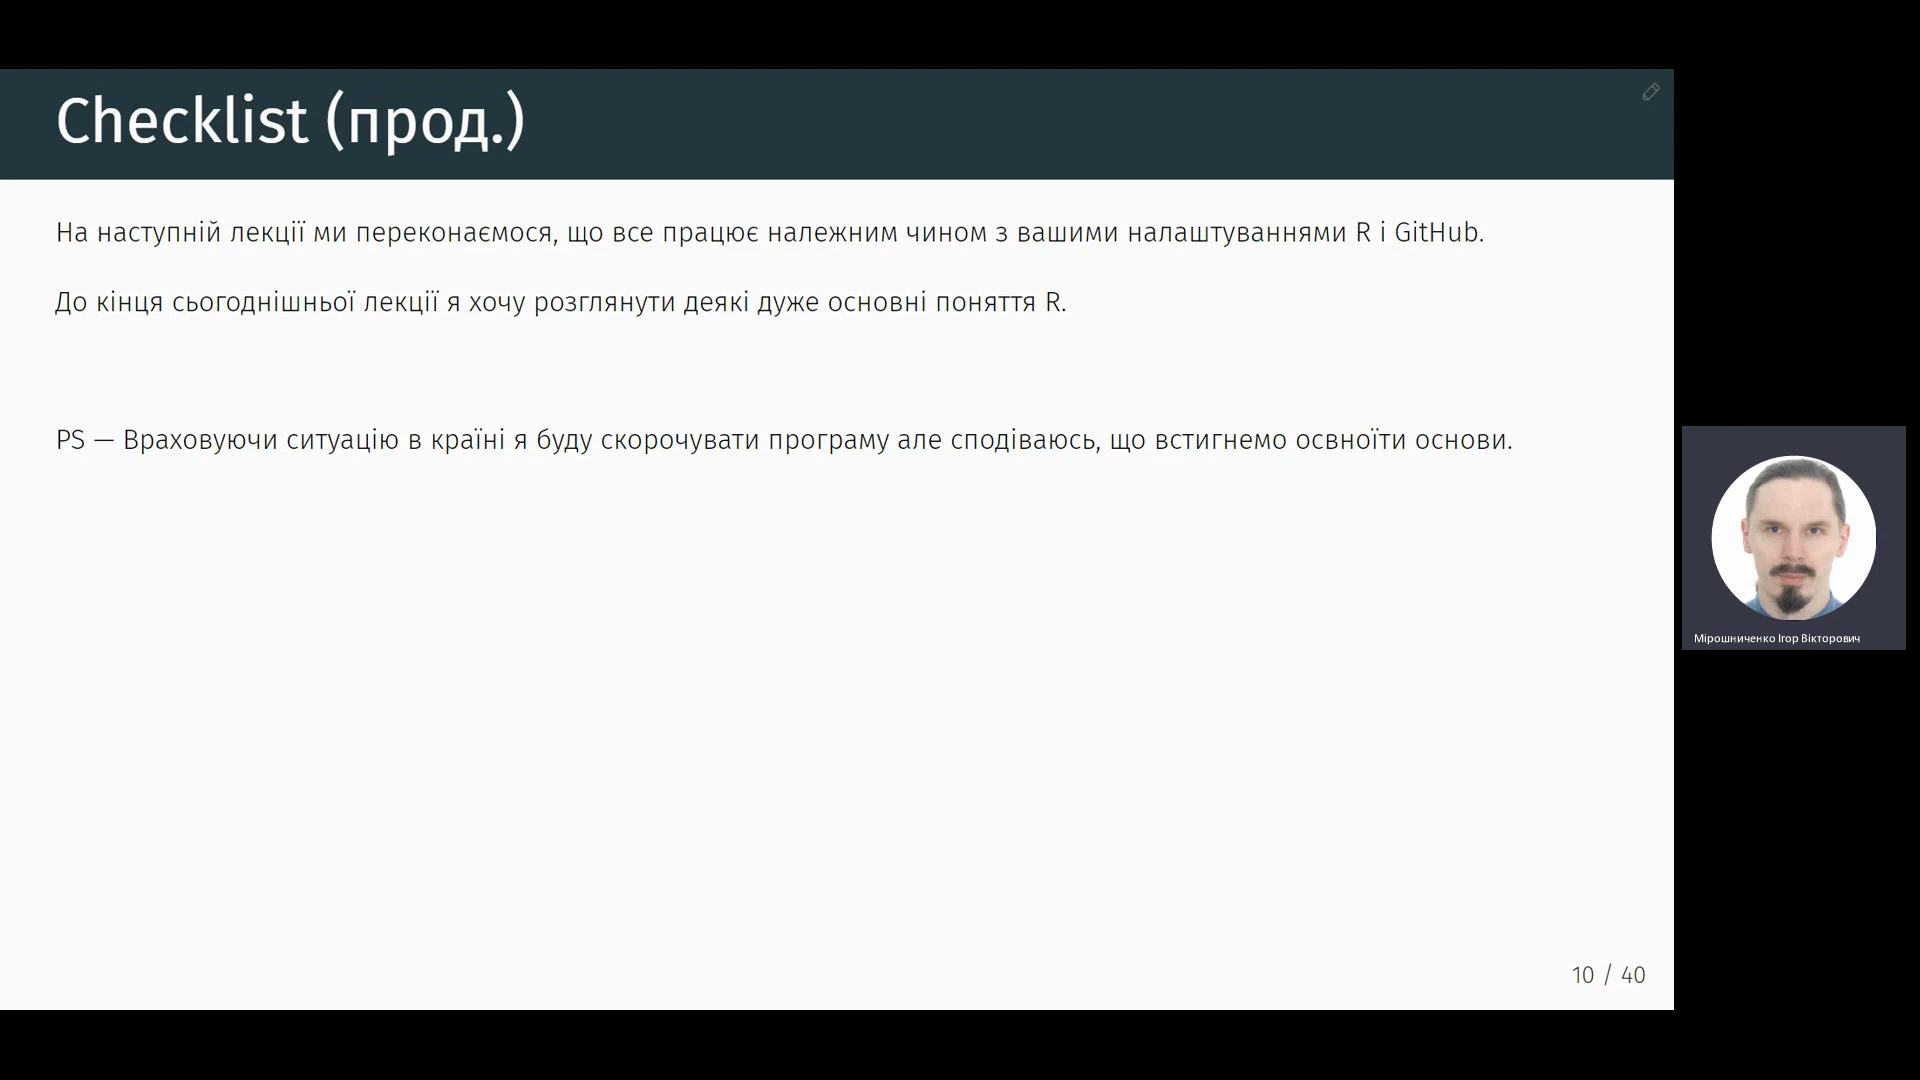 Checklist (прод.)
На наступній лекції ми переконаємося, що все працює належним чином з вашими налаштуваннями R і GitHub.
До кінця сьогоднішньої лекції я хочу розглянути деякі дуже основні поняття R.
PS — Враховуючи ситуацію в країні я буду скорочувати програму але сподіваюсь, що встигнемо освноїти основи.
Мірошниченко Ігор Вікторович
10 / 40